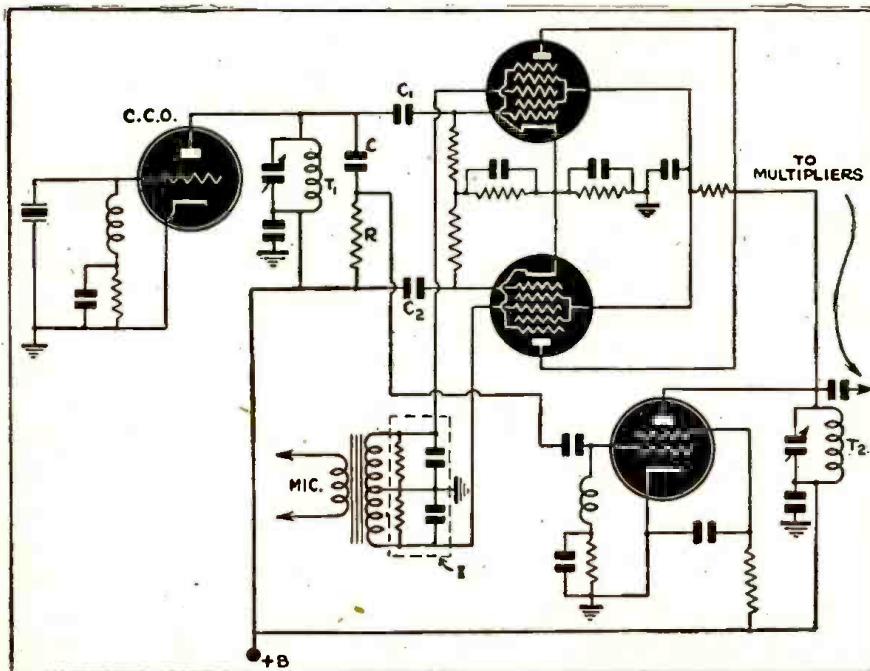 C.C.O.
C1
C
T1
R
C2
TO
MULTIPLIERS
MIC.
I
T2
+B